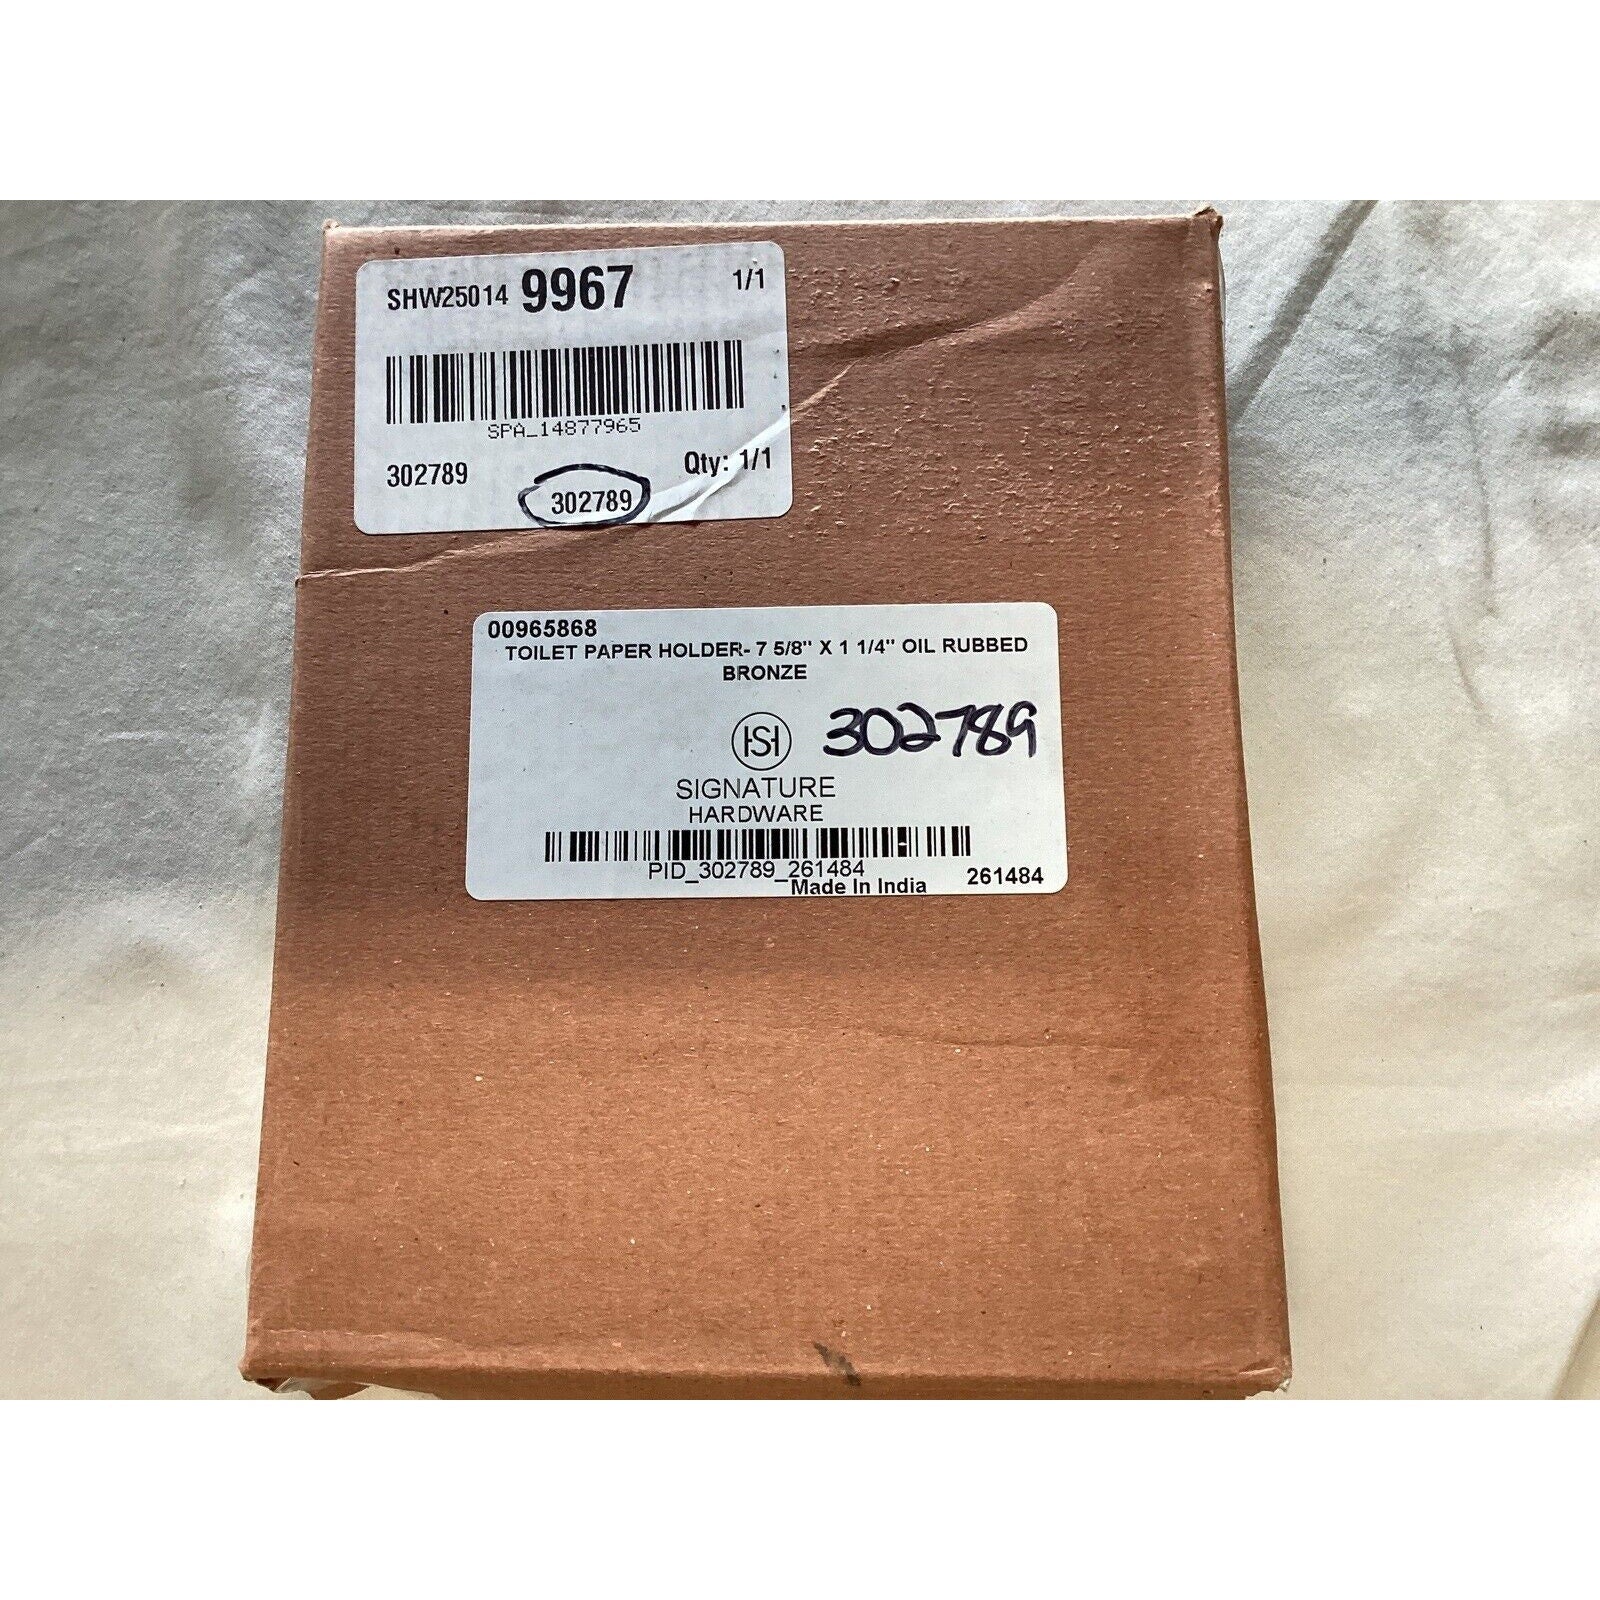 SHW25014 9967 1/1
SPA_14877965
302789 Qty: 1/1
302789
00965868
TOILET PAPER HOLDER- 7 5/8" X 1 1/4" OIL RUBBED
BRONZE
HSH 302789
SIGNATURE
HARDWARE
PID_302789_261484
Made In India 261484